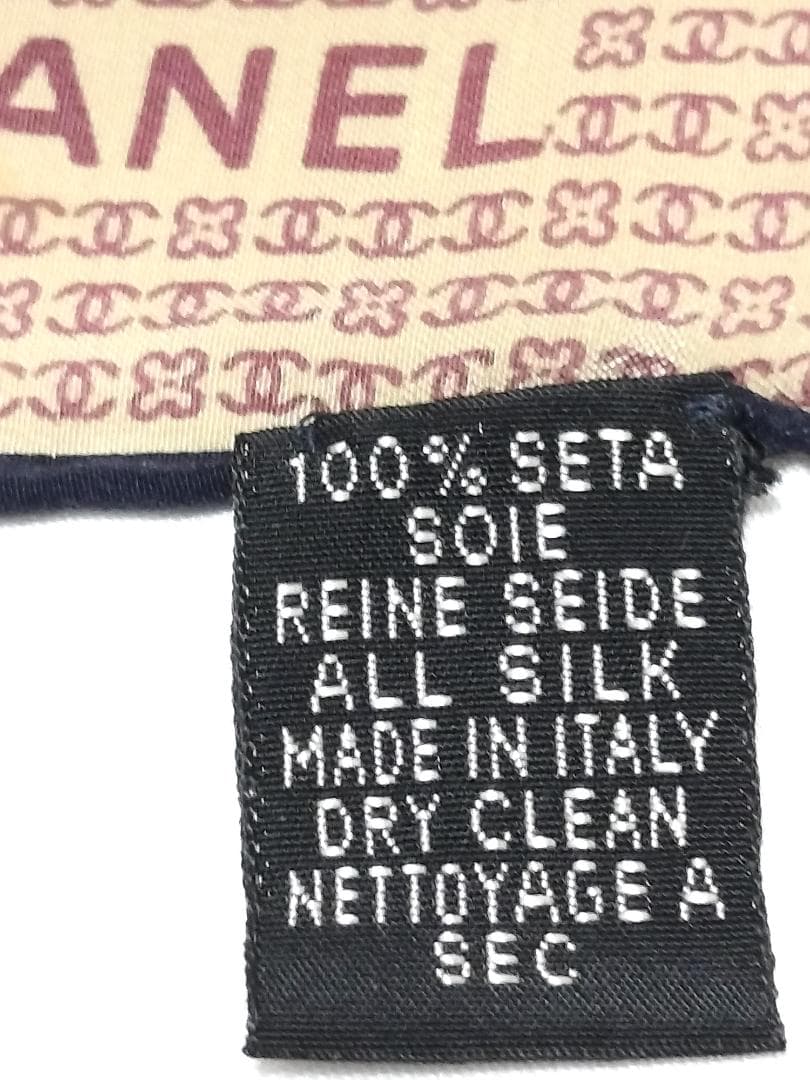 ANEL
100% SETA
SOIE
REINE SEIDE
ALL SILK
MADE IN ITALY
DRY CLEAN
NETTOYAGE A
SEC